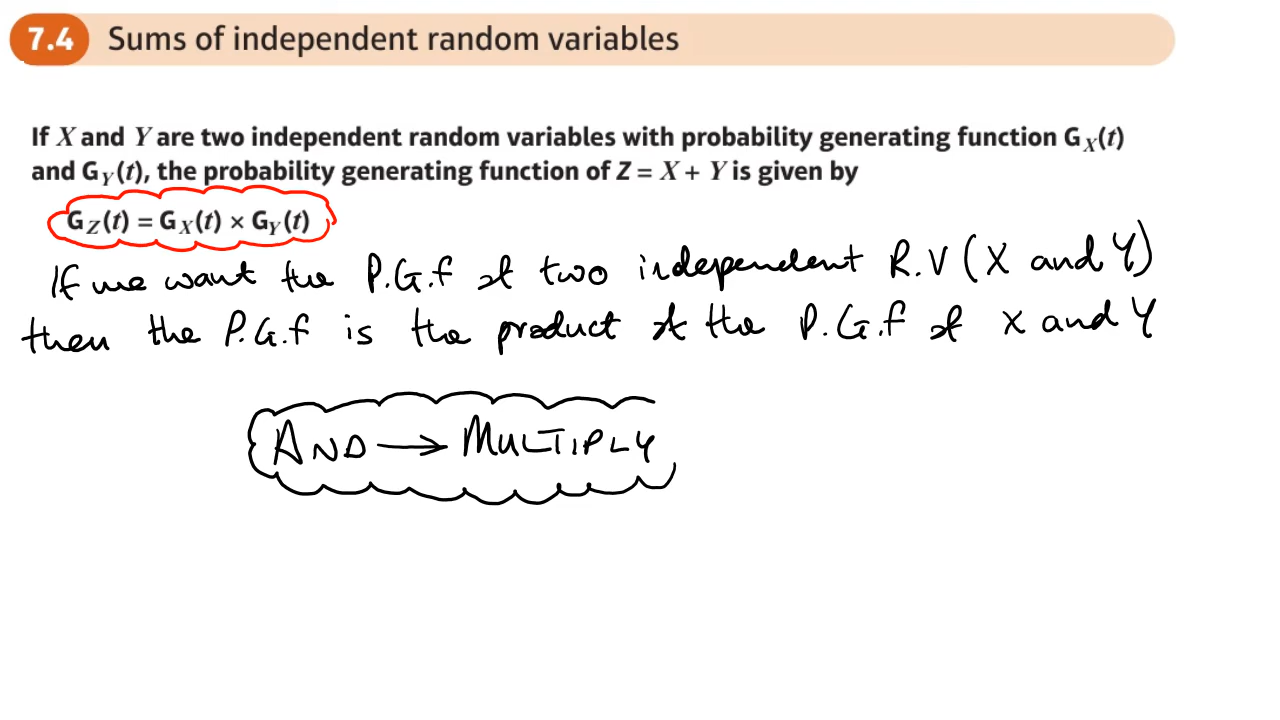 7.4 Sums of independent random variables
If X and Y are two independent random variables with probability generating function G_X(t)
and G_Y(t), the probability generating function of Z = X + Y is given by
G_Z(t) = G_X(t) × G_Y(t)
If we want the P.G.f of two independent R.V (X and Y)
then the P.G.f is the product of the P.G.f of X and Y
AND → MULTIPLY